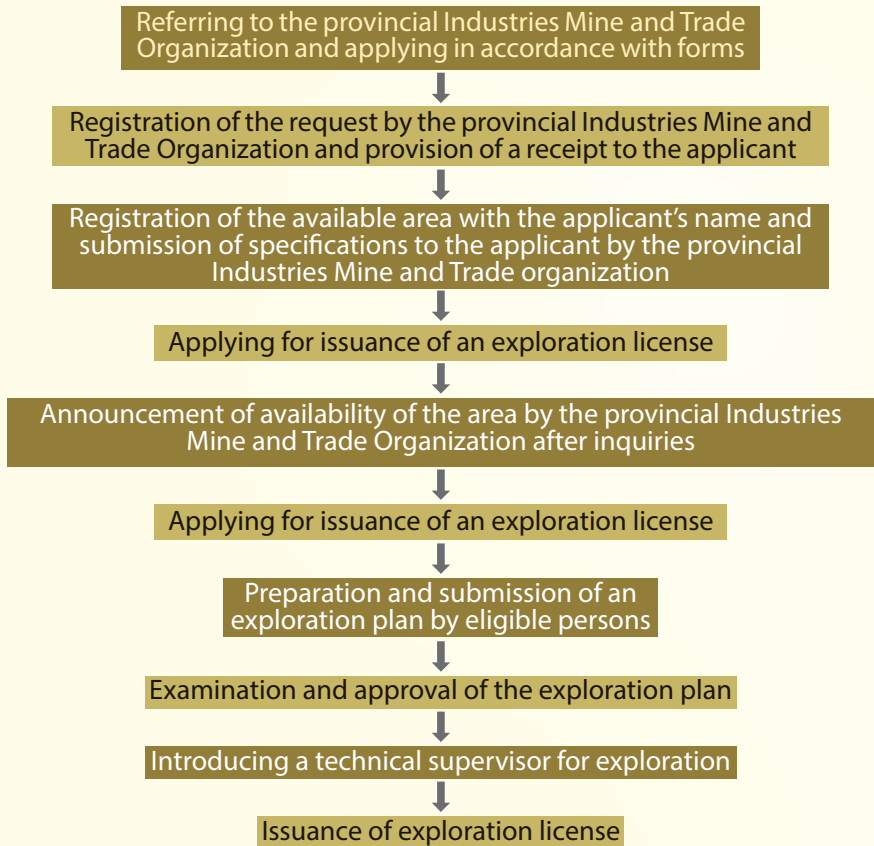 Referring to the provincial Industries Mine and Trade
Organization and applying in accordance with forms
Registration of the request by the provincial Industries Mine and
Trade Organization and provision of a receipt to the applicant
Registration of the available area with the applicant's name and
submission of specifications to the applicant by the provincial
Industries Mine and Trade organization
Applying for issuance of an exploration license
Announcement of availability of the area by the provincial Industries
Mine and Trade Organization after inquiries
Applying for issuance of an exploration license
Preparation and submission of an
exploration plan by eligible persons
Examination and approval of the exploration plan
Introducing a technical supervisor for exploration
Issuance of exploration license